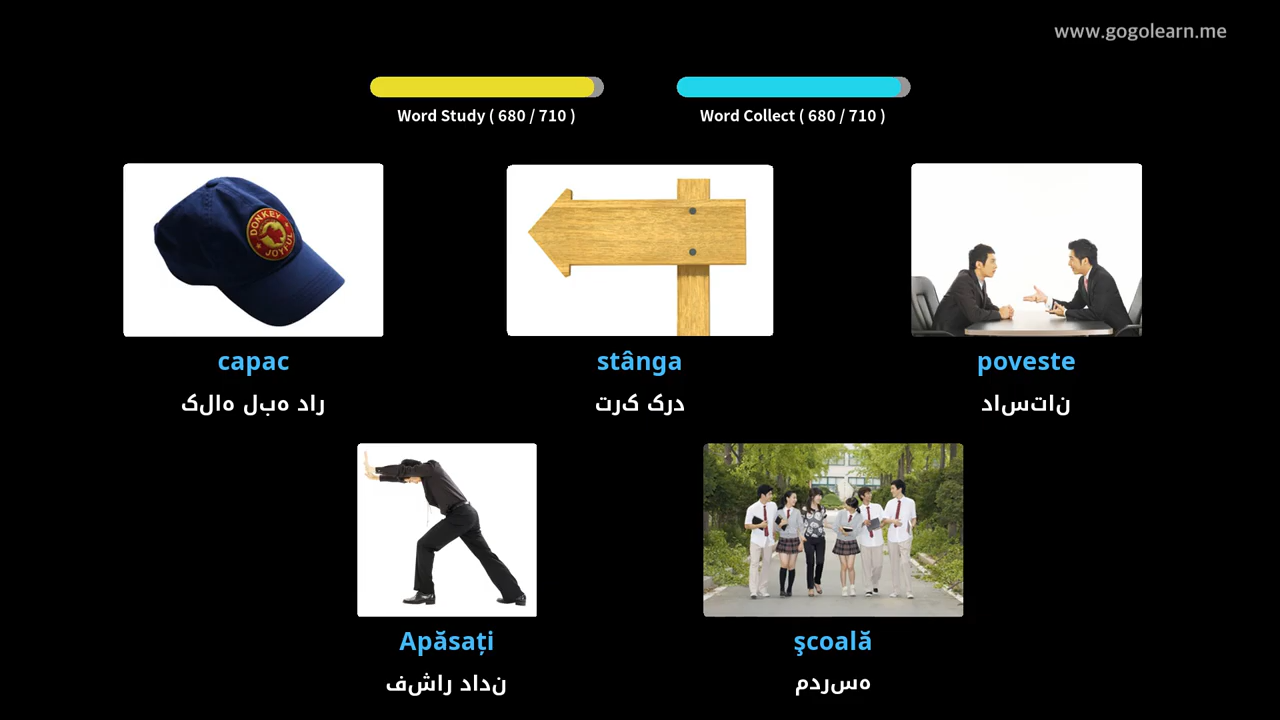 www.gogolearn.me
Word Study ( 680 / 710 )
Word Collect ( 680 / 710 )
capac
راد هبل هالک
stânga
درک کرت
poveste
ناتساد
Apăsați
نداد راشف
şcoală
هسردم
DONKEY
JOYFUL